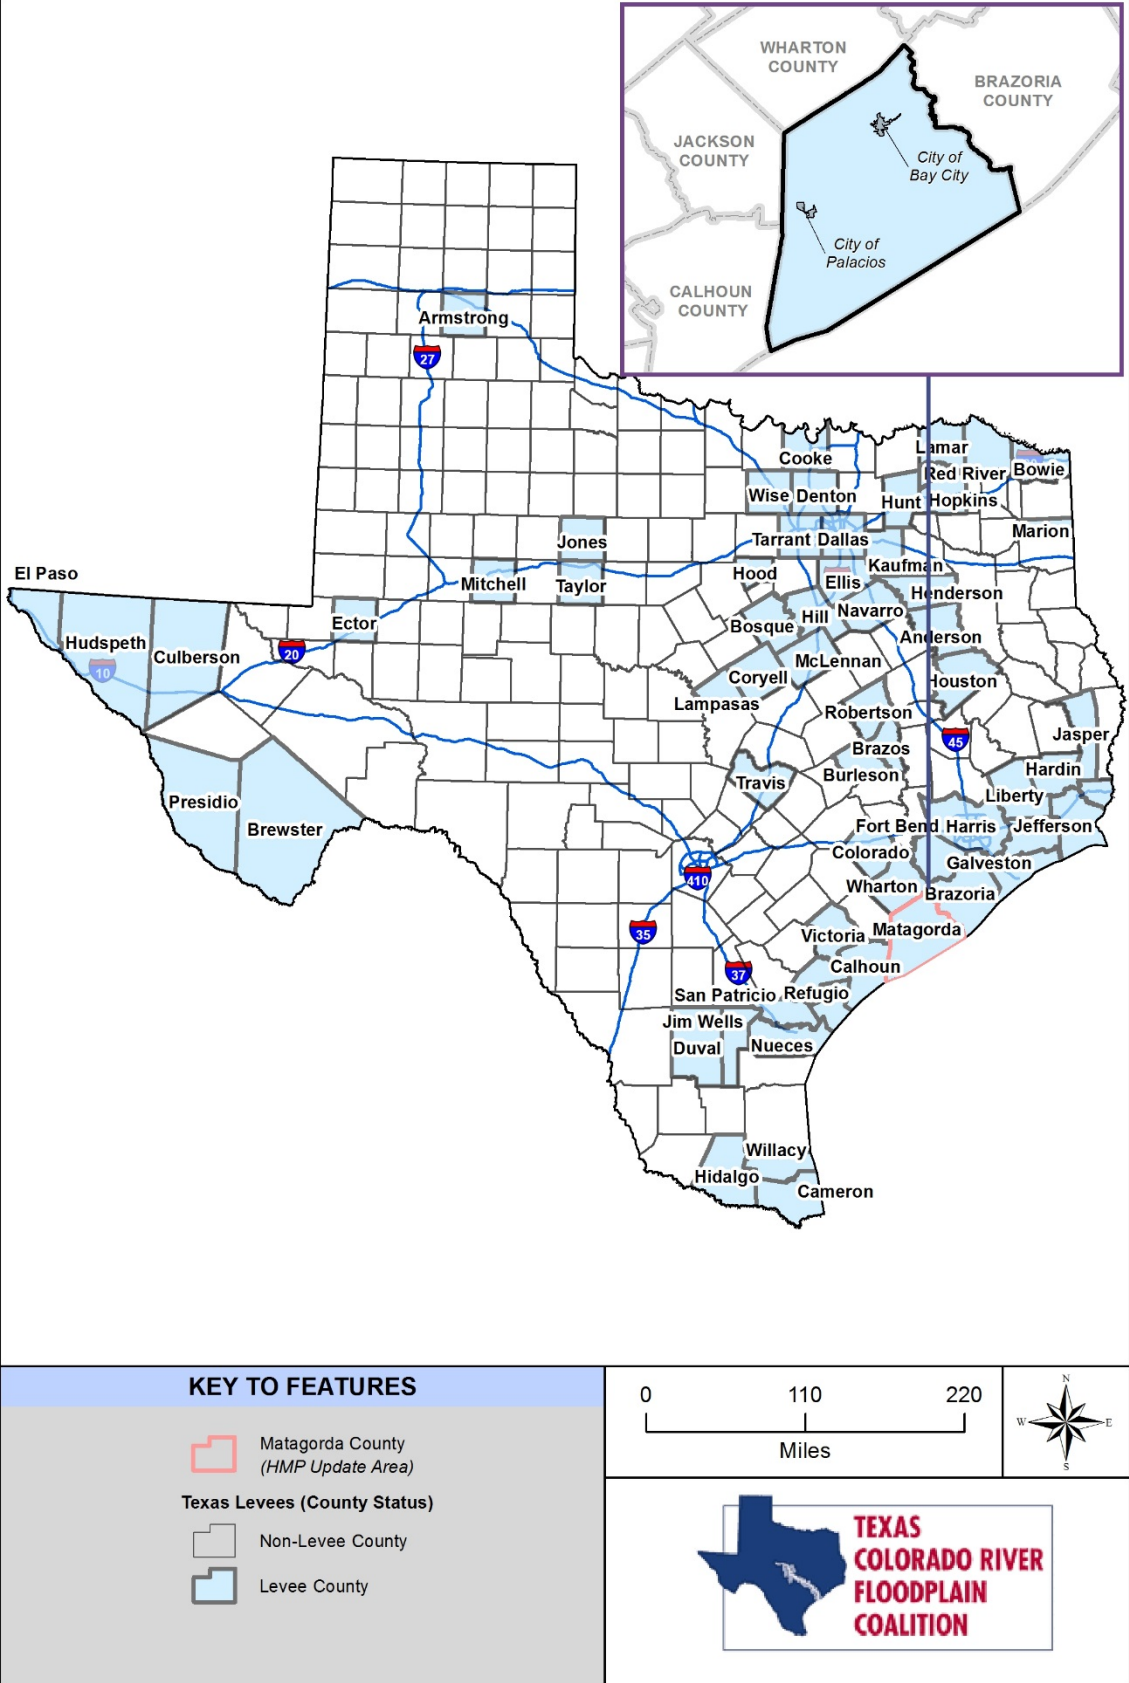 WHARTON
COUNTY
BRAZORIA
COUNTY
JACKSON
COUNTY
City of
Bay City
City of
Palacios
CALHOUN
COUNTY
Armstrong
27
Cooke
Lamar
Red River
Bowie
Wise
Denton
Hunt
Hopkins
Jones
Tarrant
Dallas
Marion
El Paso
Mitchell
Taylor
Hood
Ellis
Kaufman
Henderson
Ector
Bosque
Hill
Navarro
Hudspeth
Culberson
20
10
Anderson
McLennan
Coryell
Houston
Lampasas
Robertson
45
Jasper
Brazos
Burleson
Hardin
Travis
Liberty
Presidio
Brewster
Fort Bend
Harris
Jefferson
Colorado
Galveston
410
Wharton
Brazoria
35
Victoria
Matagorda
37
Calhoun
San Patricio
Refugio
Jim Wells
Duval
Nueces
Willacy
Hidalgo
Cameron
KEY TO FEATURES
Matagorda County
(HMP Update Area)
Texas Levees (County Status)
Non-Levee County
Levee County
0 110 220
Miles
N
W E
S
TEXAS
COLORADO RIVER
FLOODPLAIN
COALITION